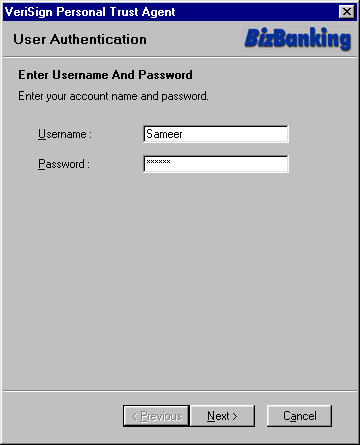 VeriSign Personal Trust Agent
User Authentication BizBanking
Enter Username And Password
Enter your account name and password.
Username : Sameer
Password : ******
< Previous Next > Cancel